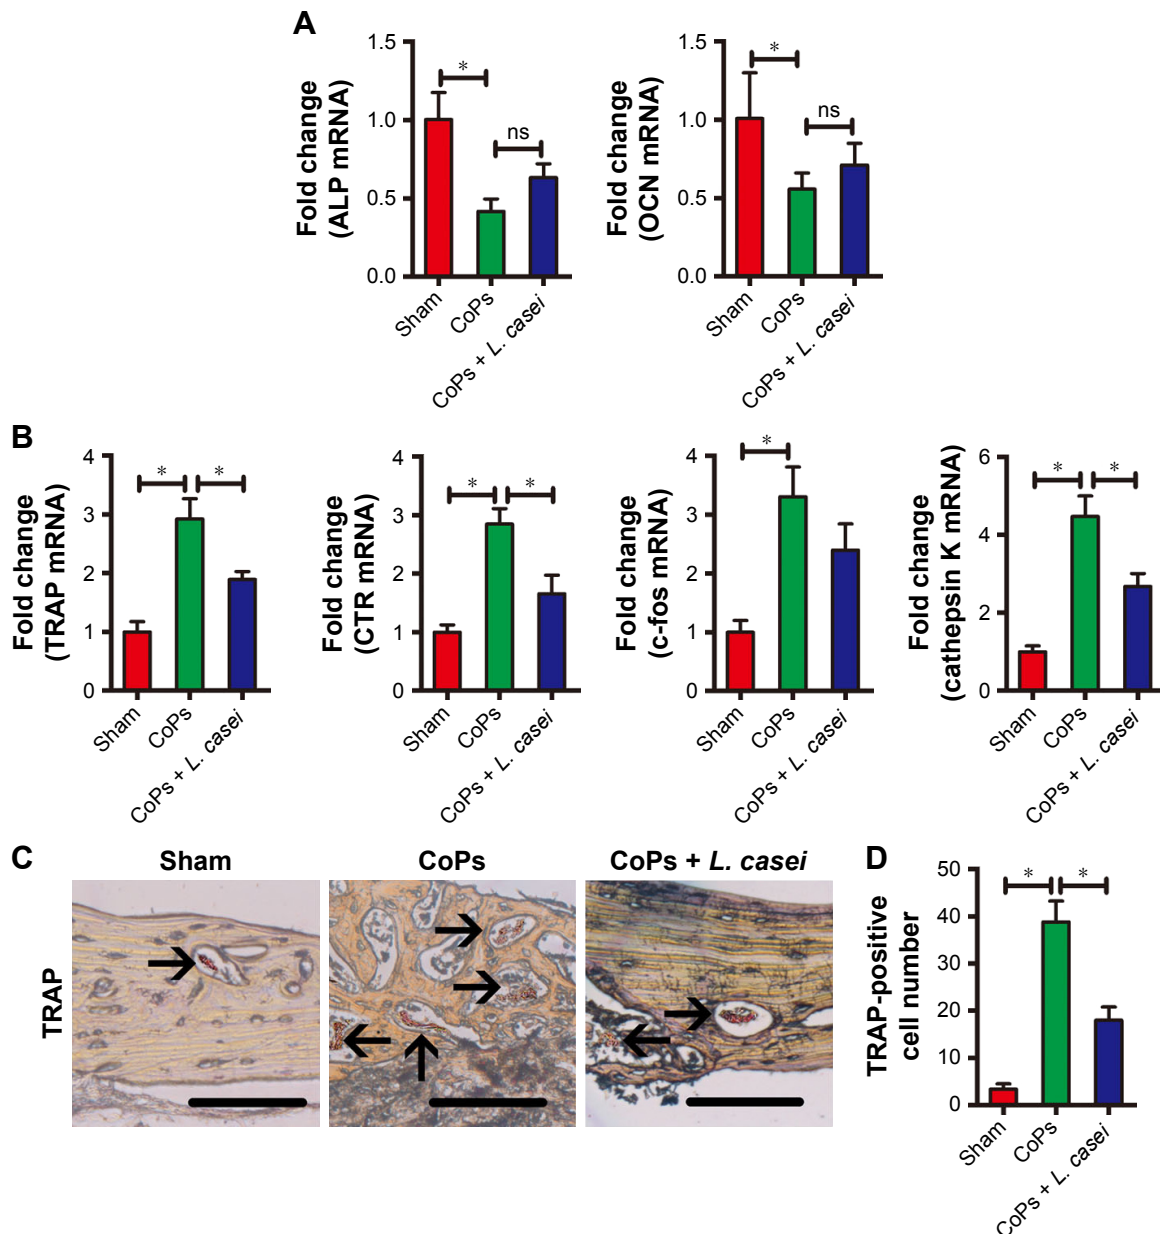 A
Fold change
(ALP mRNA)
1.5
1.0
0.5
0.0
*
ns
Sham
CoPs
CoPs + L. casei
Fold change
(OCN mRNA)
1.5
1.0
0.5
0.0
*
ns
Sham
CoPs
CoPs + L. casei
B
Fold change
(TRAP mRNA)
4
3
2
1
0
*
*
Sham
CoPs
CoPs + L. casei
Fold change
(CTR mRNA)
4
3
2
1
0
*
*
Sham
CoPs
CoPs + L. casei
Fold change
(c-fos mRNA)
4
3
2
1
0
*
Sham
CoPs
CoPs + L. casei
Fold change
(cathepsin K mRNA)
6
4
2
0
*
*
Sham
CoPs
CoPs + L. casei
C
Sham
CoPs
CoPs + L. casei
TRAP
D
TRAP-positive
cell number
50
40
30
20
10
0
*
*
Sham
CoPs
CoPs + L. casei